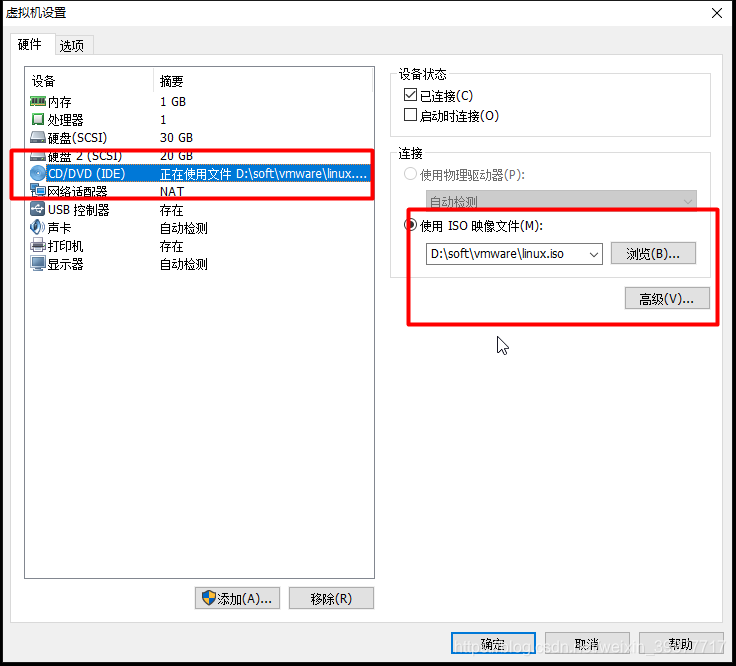 虚拟机设置
硬件 选项
设备 摘要
内存 1 GB
处理器 1
硬盘(SCSI) 30 GB
硬盘 2 (SCSI) 20 GB
CD/DVD (IDE) 正在使用文件 D:\soft\vmware\linux....
网络适配器 NAT
USB 控制器 存在
声卡 自动检测
打印机 存在
显示器 自动检测
添加(A)... 移除(R)
设备状态
已连接(C)
启动时连接(O)
连接
使用物理驱动器(P):
自动检测
使用 ISO 映像文件(M):
D:\soft\vmware\linux.iso 浏览(B)...
高级(V)...
确定 取消 帮助